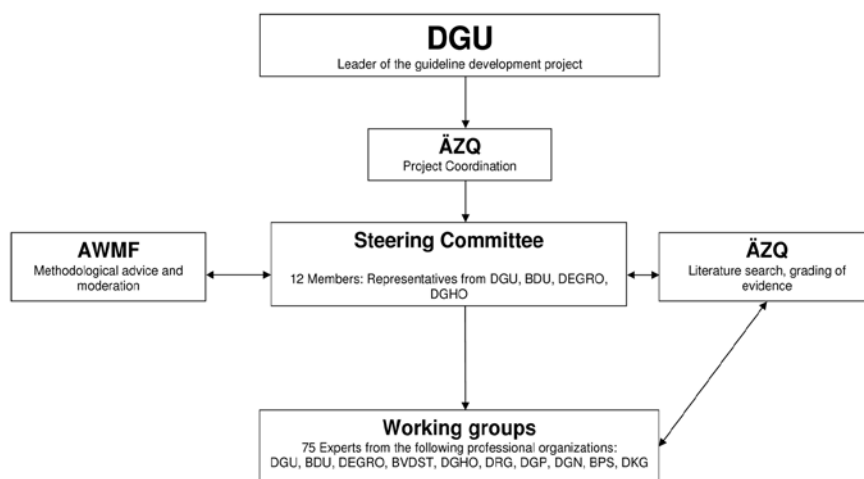 DGU
Leader of the guideline development project
ÄZQ
Project Coordination
AWMF
Methodological advice and
moderation
Steering Committee
12 Members: Representatives from DGU, BDU, DEGRO,
DGHO
ÄZQ
Literature search, grading of
evidence
Working groups
75 Experts from the following professional organizations:
DGU, BDU, DEGRO, BVDST, DGHO, DRG, DGP, DGN, BPS, DKG